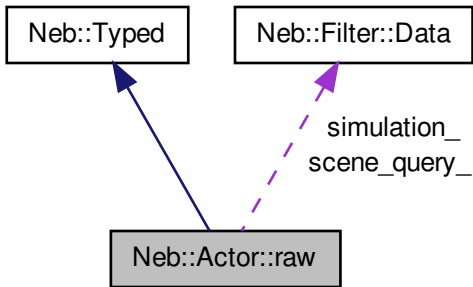 Neb::Typed
Neb::Filter::Data
simulation_
scene_query_
Neb::Actor::raw